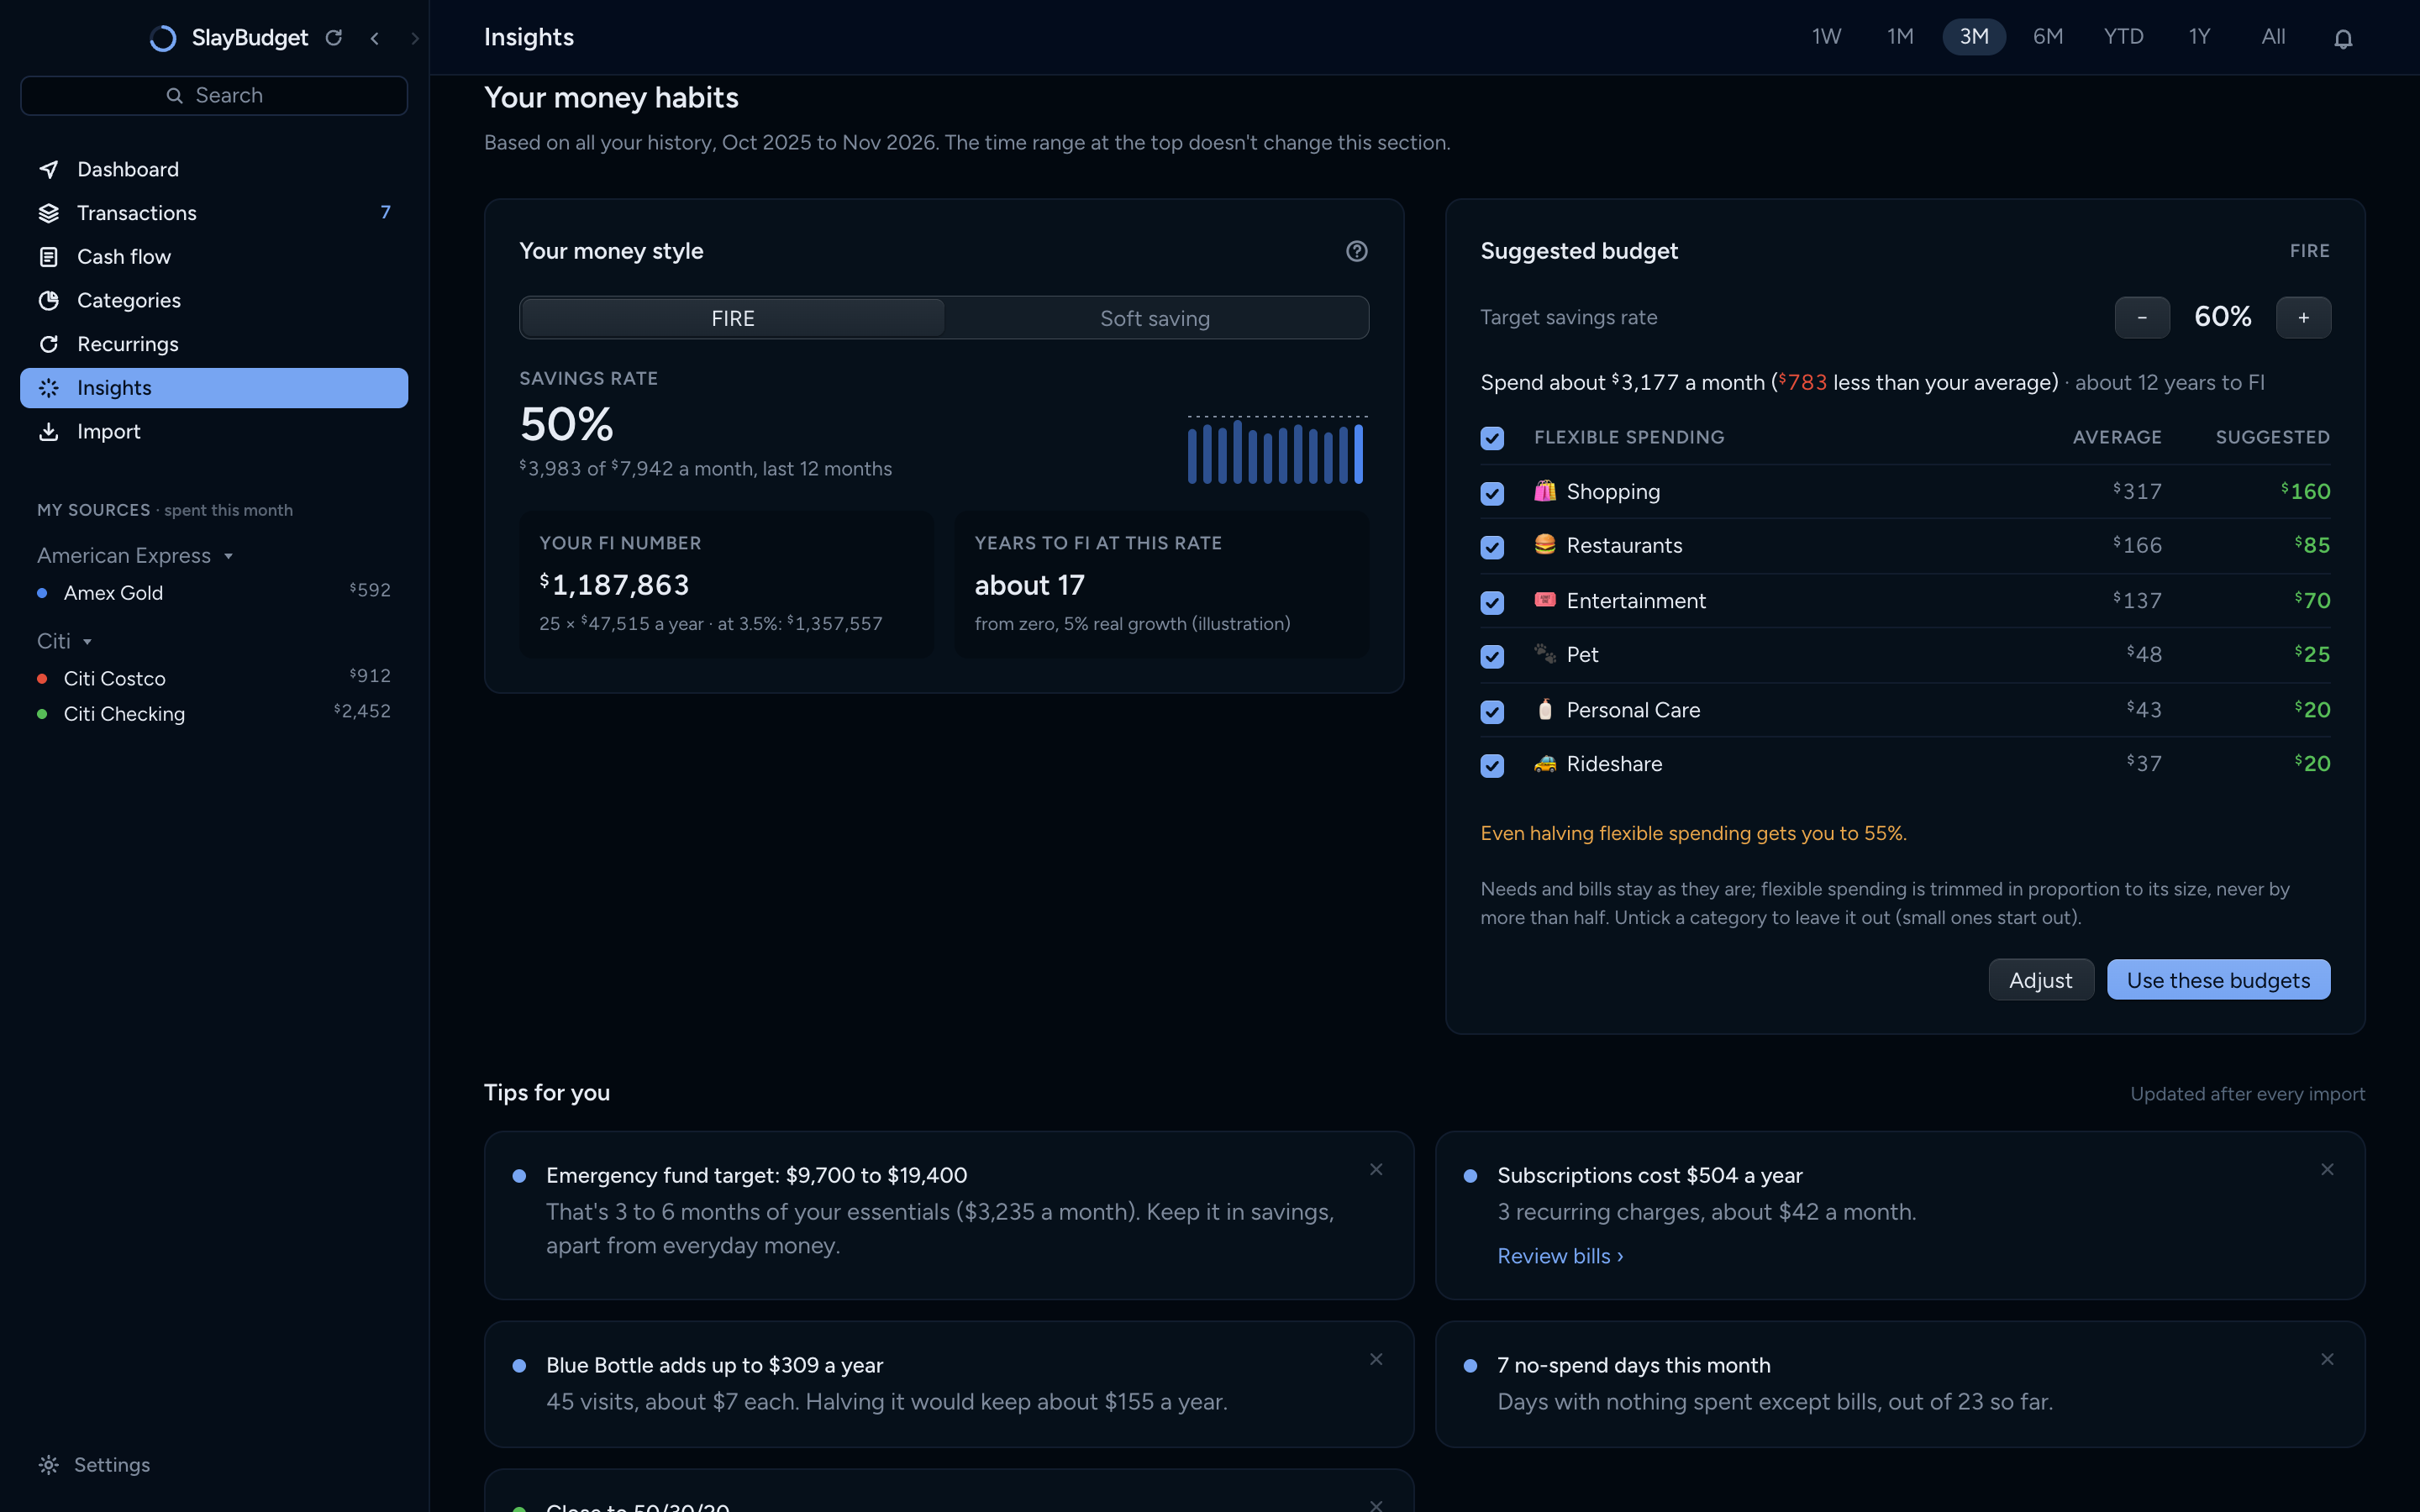 SlayBudget
Search
Dashboard
Transactions 7
Cash flow
Categories
Recurrings
Insights
Import
MY SOURCES · spent this month
American Express
Amex Gold $592
Citi
Citi Costco $912
Citi Checking $2,452
Settings
Insights
1W 1M 3M 6M YTD 1Y All
Your money habits
Based on all your history, Oct 2025 to Nov 2026. The time range at the top doesn't change this section.
Your money style
FIRE Soft saving
SAVINGS RATE
50%
$3,983 of $7,942 a month, last 12 months
YOUR FI NUMBER
$1,187,863
25 × $47,515 a year · at 3.5%: $1,357,557
YEARS TO FI AT THIS RATE
about 17
from zero, 5% real growth (illustration)
Suggested budget FIRE
Target savings rate − 60% +
Spend about $3,177 a month ($783 less than your average) · about 12 years to FI
FLEXIBLE SPENDING AVERAGE SUGGESTED
Shopping $317 $160
Restaurants $166 $85
Entertainment $137 $70
Pet $48 $25
Personal Care $43 $20
Rideshare $37 $20
Even halving flexible spending gets you to 55%.
Needs and bills stay as they are; flexible spending is trimmed in proportion to its size, never by
more than half. Untick a category to leave it out (small ones start out).
Adjust Use these budgets
Tips for you Updated after every import
Emergency fund target: $9,700 to $19,400
That's 3 to 6 months of your essentials ($3,235 a month). Keep it in savings,
apart from everyday money.
Subscriptions cost $504 a year
3 recurring charges, about $42 a month.
Review bills ›
Blue Bottle adds up to $309 a year
45 visits, about $7 each. Halving it would keep about $155 a year.
7 no-spend days this month
Days with nothing spent except bills, out of 23 so far.
Close to 50/30/20